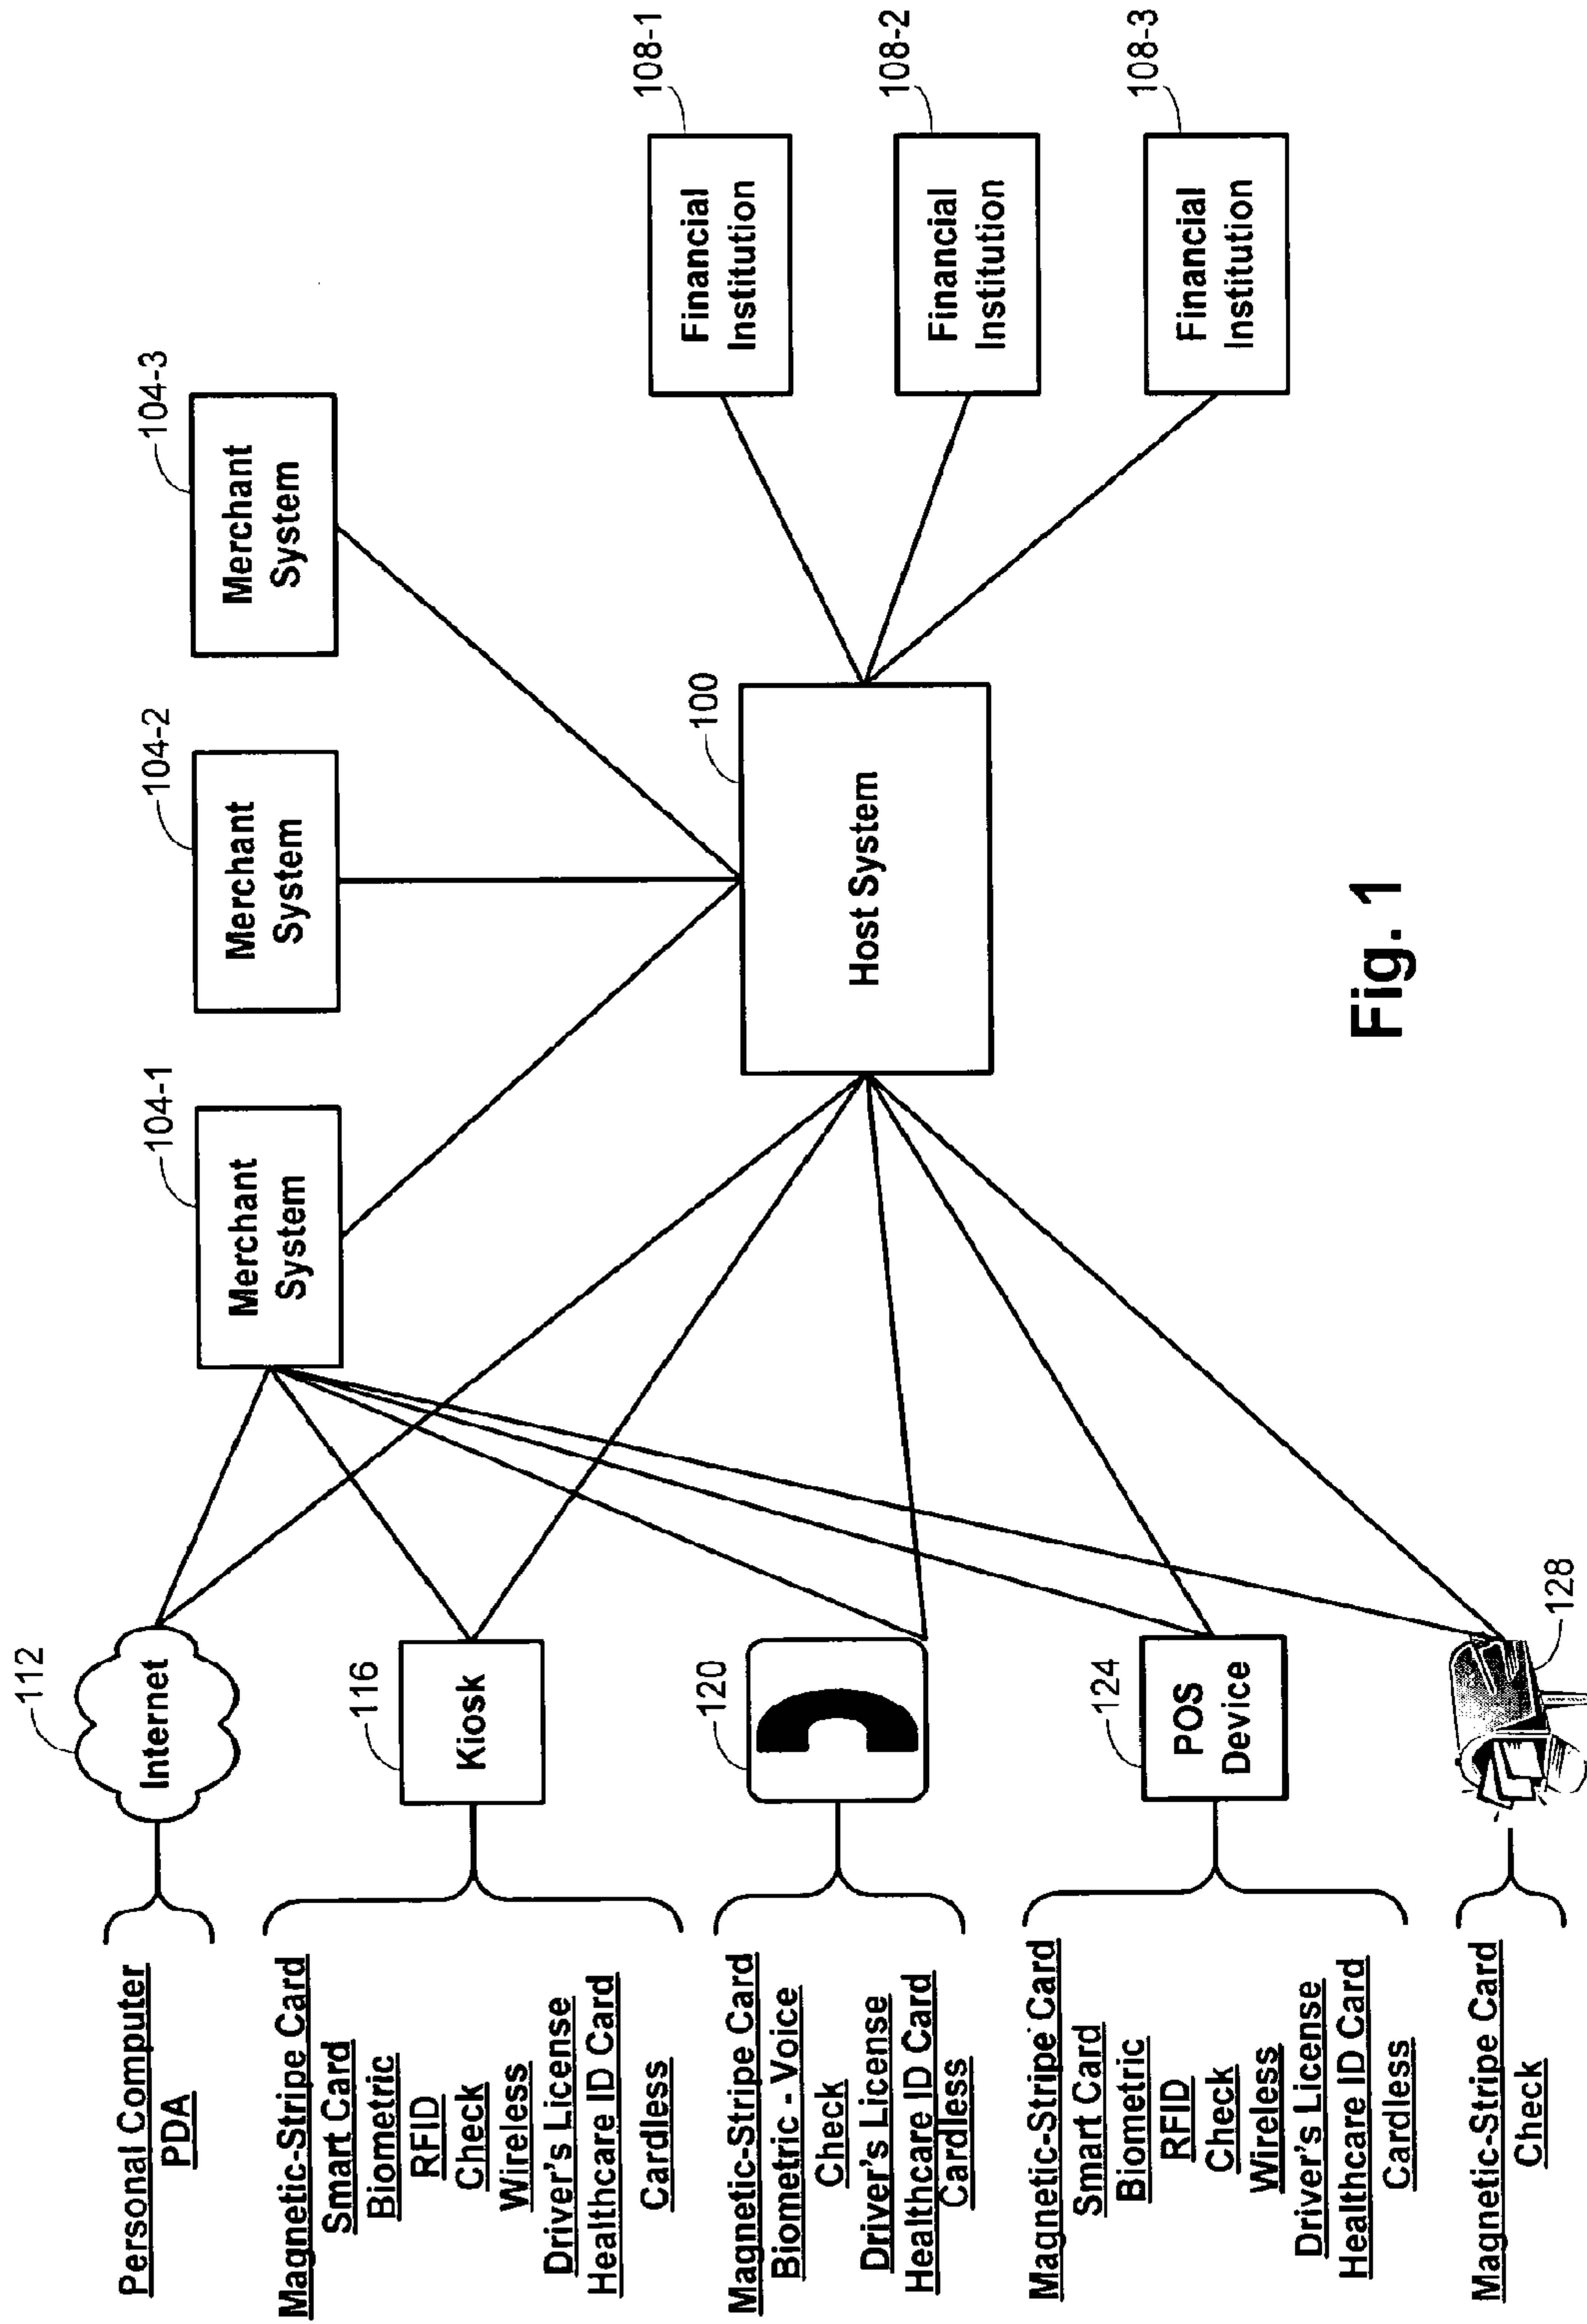 Personal Computer
PDA
112
Internet
Magnetic-Stripe Card
Smart Card
Biometric
RFID
Check
Wireless
Driver's License
Healthcare ID Card
Cardless
116
Kiosk
Magnetic-Stripe Card
Biometric - Voice
Check
Driver's License
Healthcare ID Card
Cardless
120
Magnetic-Stripe Card
Smart Card
Biometric
RFID
Check
Wireless
Driver's License
Healthcare ID Card
Cardless
124
POS
Device
Magnetic-Stripe Card
Check
128
104-1
Merchant
System
104-2
Merchant
System
104-3
Merchant
System
100
Host System
108-1
Financial
Institution
108-2
Financial
Institution
108-3
Financial
Institution
Fig. 1